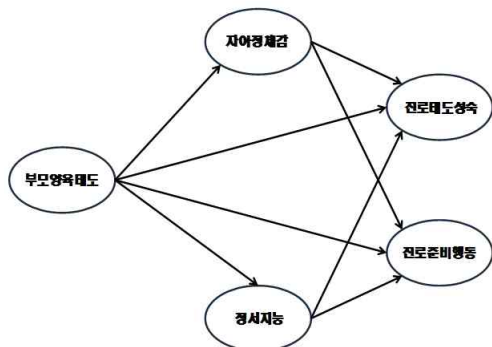 자아정체감
진로태도성숙
부모양육태도
진로준비행동
정서지능